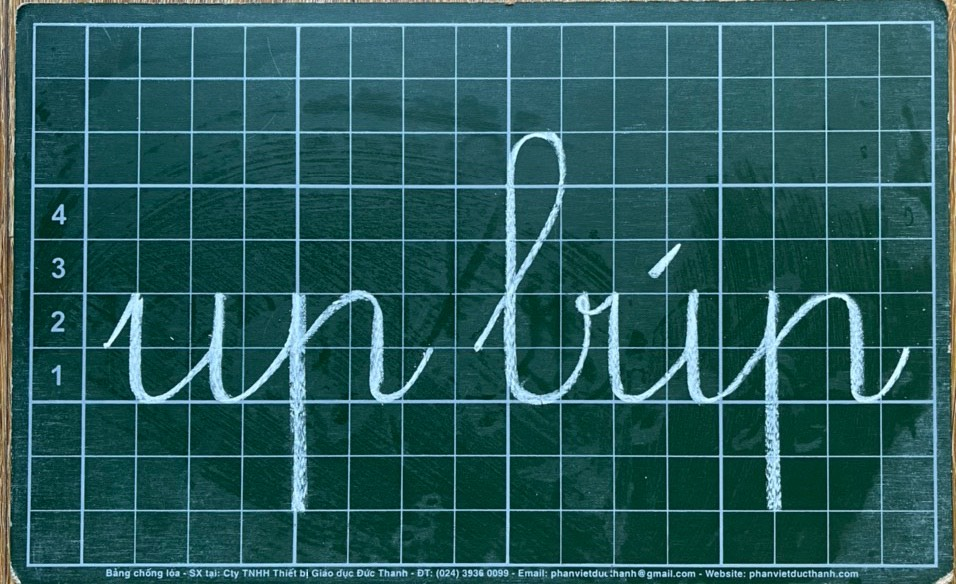 4
3
2
up búp
1
Bảng chống lóa - SX tại: Cty TNHH Thiết bị Giáo dục Đức Thanh - ĐT: (024) 3936 0099 - Email: phanvietducthanh@gmail.com - Website: phanvietducthanh.com